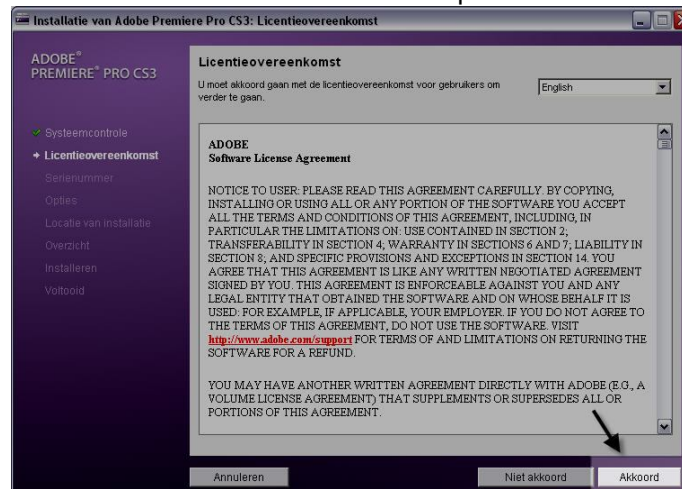 Installatie van Adobe Premiere Pro CS3: Licentieovereenkomst
ADOBE®
PREMIERE® PRO CS3
Systeemcontrole
Licentieovereenkomst
Serienummer
Opties
Locatie van installatie
Overzicht
Installeren
Voltooid
Licentieovereenkomst
U moet akkoord gaan met de licentieovereenkomst voor gebruikers om
verder te gaan.
English
ADOBE
Software License Agreement
NOTICE TO USER: PLEASE READ THIS AGREEMENT CAREFULLY. BY COPYING,
INSTALLING OR USING ALL OR ANY PORTION OF THE SOFTWARE YOU ACCEPT
ALL THE TERMS AND CONDITIONS OF THIS AGREEMENT, INCLUDING, IN
PARTICULAR THE LIMITATIONS ON: USE CONTAINED IN SECTION 2;
TRANSFERABILITY IN SECTION 4; WARRANTY IN SECTIONS 6 AND 7; LIABILITY IN
SECTION 8; AND SPECIFIC PROVISIONS AND EXCEPTIONS IN SECTION 14. YOU
AGREE THAT THIS AGREEMENT IS LIKE ANY WRITTEN NEGOTIATED AGREEMENT
SIGNED BY YOU. THIS AGREEMENT IS ENFORCEABLE AGAINST YOU AND ANY
LEGAL ENTITY THAT OBTAINED THE SOFTWARE AND ON WHOSE BEHALF IT IS
USED: FOR EXAMPLE, IF APPLICABLE, YOUR EMPLOYER. IF YOU DO NOT AGREE TO
THE TERMS OF THIS AGREEMENT, DO NOT USE THE SOFTWARE. VISIT
http://www.adobe.com/support FOR TERMS OF AND LIMITATIONS ON RETURNING THE
SOFTWARE FOR A REFUND.
YOU MAY HAVE ANOTHER WRITTEN AGREEMENT DIRECTLY WITH ADOBE (E.G., A
VOLUME LICENSE AGREEMENT) THAT SUPPLEMENTS OR SUPERSEDES ALL OR
PORTIONS OF THIS AGREEMENT.
Annuleren
Niet akkoord
Akkoord